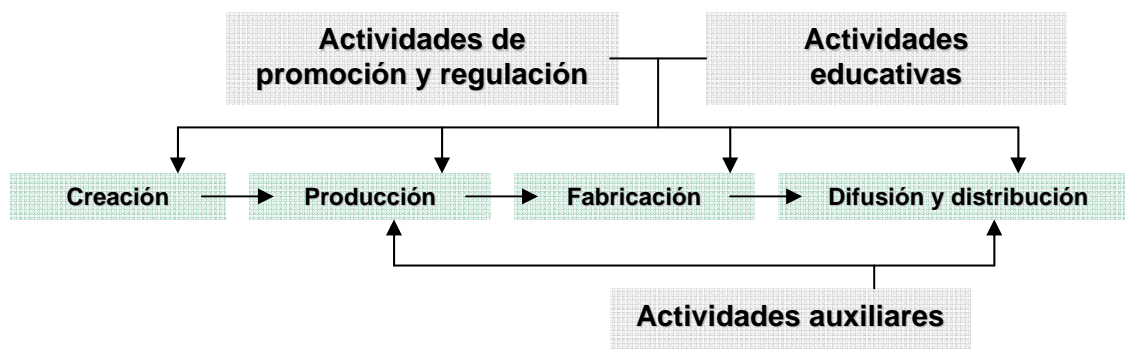 Actividades de
promoción y regulación
Actividades
educativas
Creación
Producción
Fabricación
Difusión y distribución
Actividades auxiliares